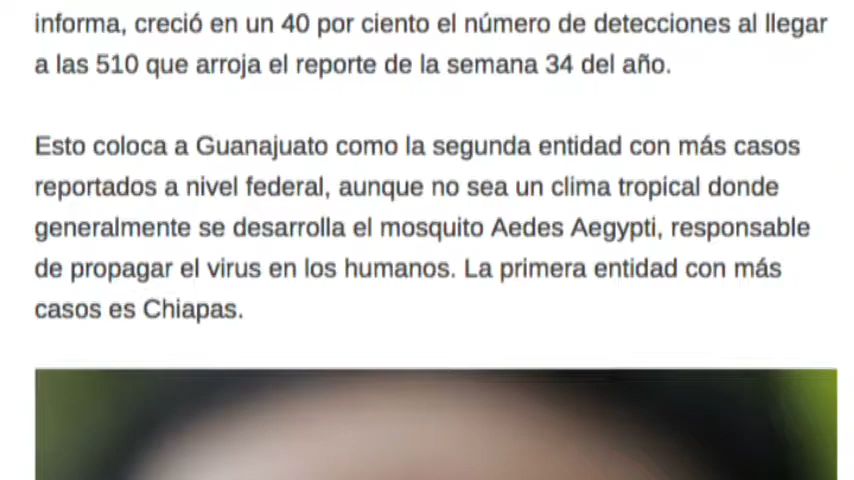 informa, creció en un 40 por ciento el número de detecciones al llegar
a las 510 que arroja el reporte de la semana 34 del año.
Esto coloca a Guanajuato como la segunda entidad con más casos
reportados a nivel federal, aunque no sea un clima tropical donde
generalmente se desarrolla el mosquito Aedes Aegypti, responsable
de propagar el virus en los humanos. La primera entidad con más
casos es Chiapas.